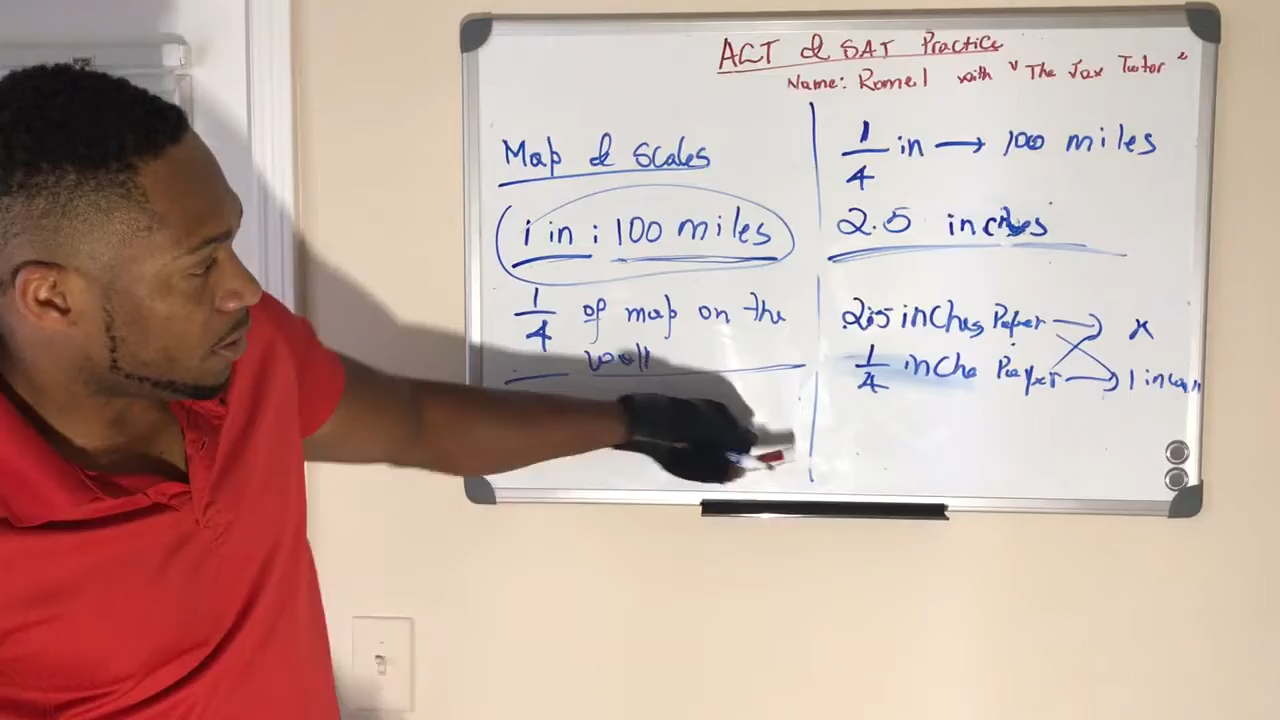 ACT & SAT Practice
Name: Romel with "The Jax Tutor"
Map & Scales
1 in : 100 miles
1/4 of map on the
wall
1/4 in → 100 miles
2.5 inches
2.5 inches Paper → x
1/4 inche Paper → 1 in